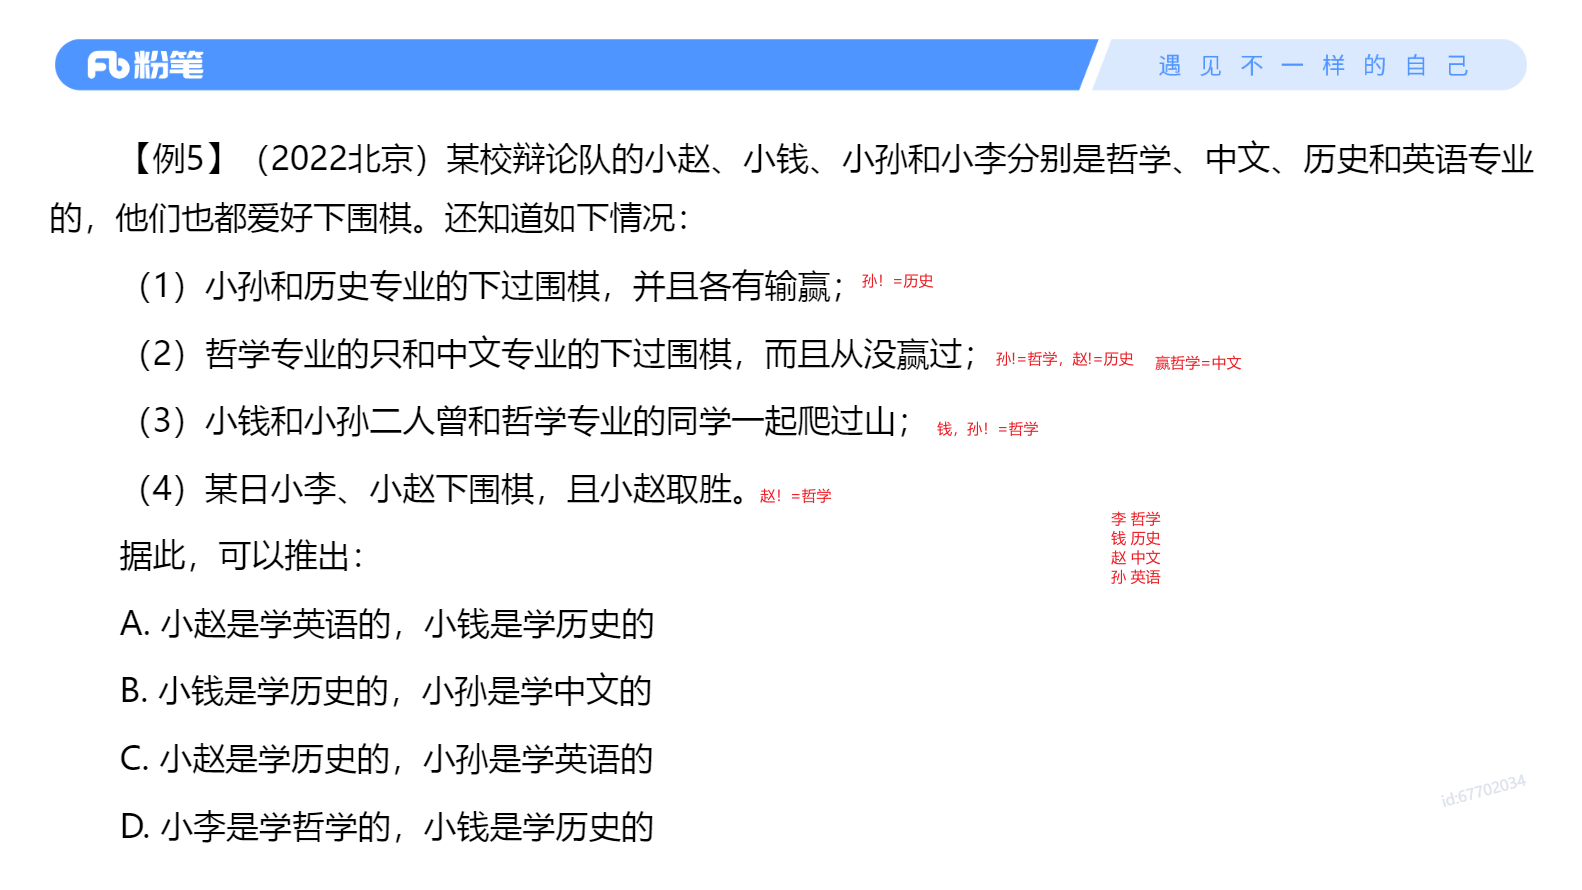 粉笔
遇见不一样的自己
【例5】（2022北京）某校辩论队的小赵、小钱、小孙和小李分别是哲学、中文、历史和英语专业
的，他们也都爱好下围棋。还知道如下情况：
（1）小孙和历史专业的下过围棋，并且各有输赢； 孙！=历史
（2）哲学专业的只和中文专业的下过围棋，而且从没赢过； 孙!=哲学，赵!=历史 赢哲学=中文
（3）小钱和小孙二人曾和哲学专业的同学一起爬过山； 钱，孙！=哲学
（4）某日小李、小赵下围棋，且小赵取胜。 赵！=哲学
李 哲学
钱 历史
赵 中文
孙 英语
据此，可以推出：
A. 小赵是学英语的，小钱是学历史的
B. 小钱是学历史的，小孙是学中文的
C. 小赵是学历史的，小孙是学英语的
D. 小李是学哲学的，小钱是学历史的
id:67702034